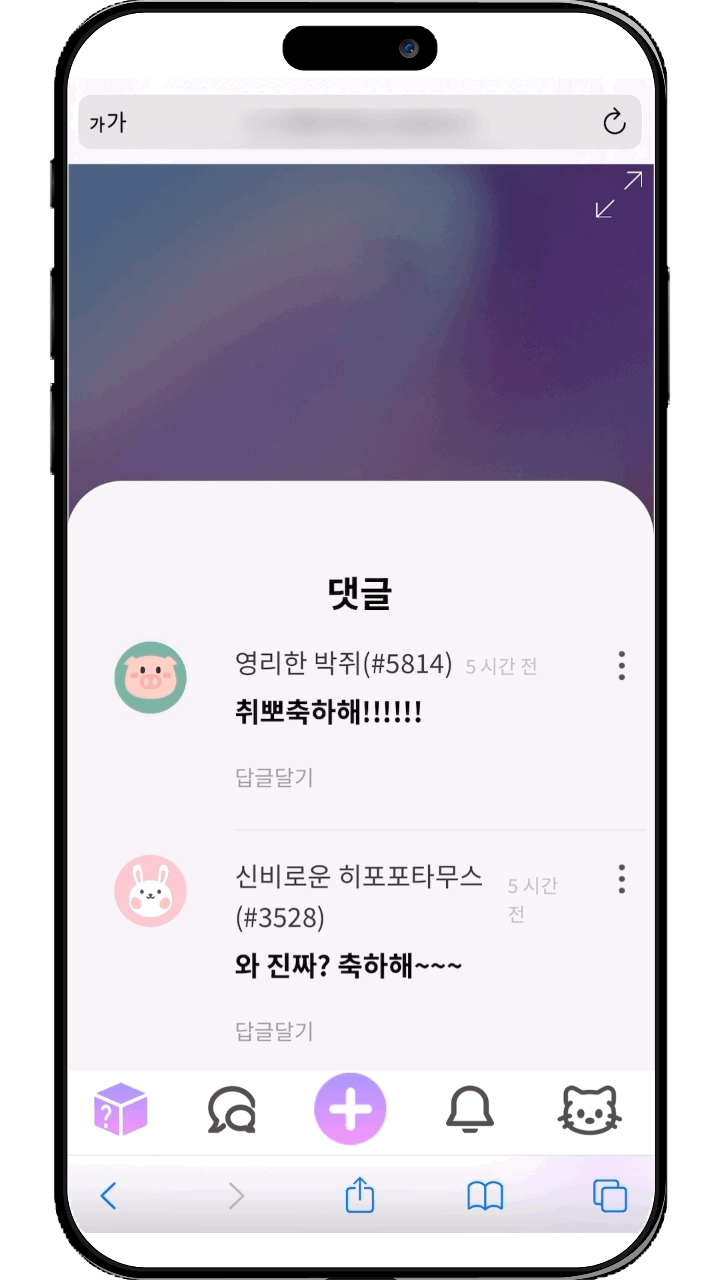 가가
댓글
영리한 박쥐(#5814) 5 시간 전
취뽀축하해!!!!!!
답글달기
신비로운 히포포타무스
(#3528)
5 시간
전
와 진짜? 축하해~~~
답글달기
?